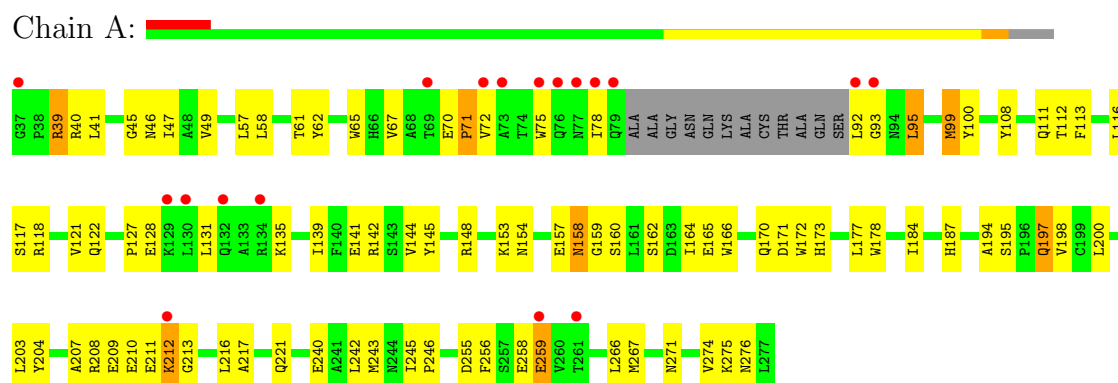 Chain A:
G37 P38 R39 R40 L41 G45 N46 I47 A48 V49 L57 L58 T61 Y62 W65 H66 V67 A68 T69 E70 P71 V72 A73 T74 W75 Q76 N77 I78 Q79 ALA ALA GLY ASN GLN LYS ALA CYS THR ALA GLN SER L92 G93 N94 L95 M99 Y100 Y108 Q111 T112 F113 L116
S117 R118 V121 Q122 P127 E128 K129 L130 L131 Q132 A133 R134 K135 I139 F140 E141 R142 S143 V144 Y145 R148 K153 N154 E157 N158 G159 S160 L161 S162 D163 I164 E165 W166 Q170 D171 W172 H173 L177 W178 I184 H187 A194 S195 P196 Q197 V198 C199 L200
L203 Y204 A207 R208 E209 E210 E211 K212 G213 L216 A217 Q221 E240 A241 L242 M243 N244 I245 P246 D255 F256 S257 E258 E259 V260 T261 L266 M267 N271 V274 K275 N276 L277